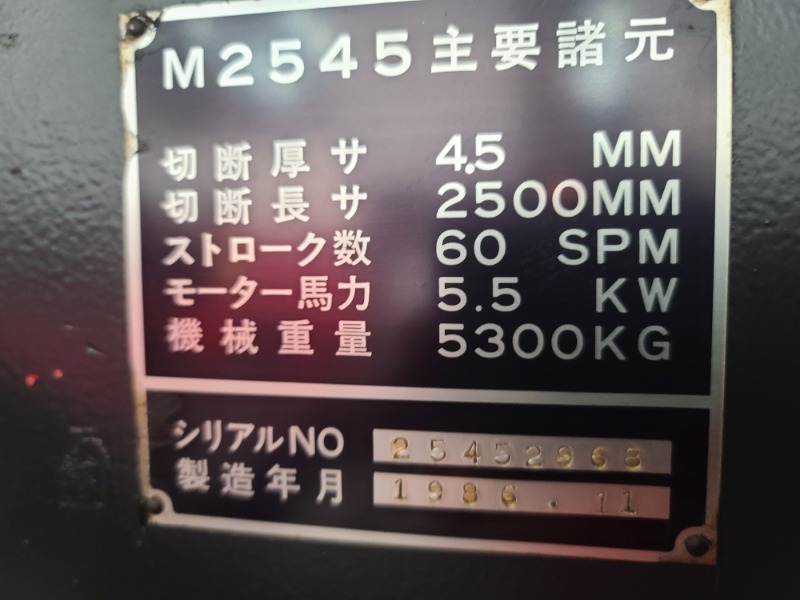 M2545主要諸元
切断厚サ 4.5 MM
切断長サ 2500MM
ストローク数 60 SPM
モーター馬力 5.5 KW
機械重量 5300KG
シリアルNO
製造年月 1986.11